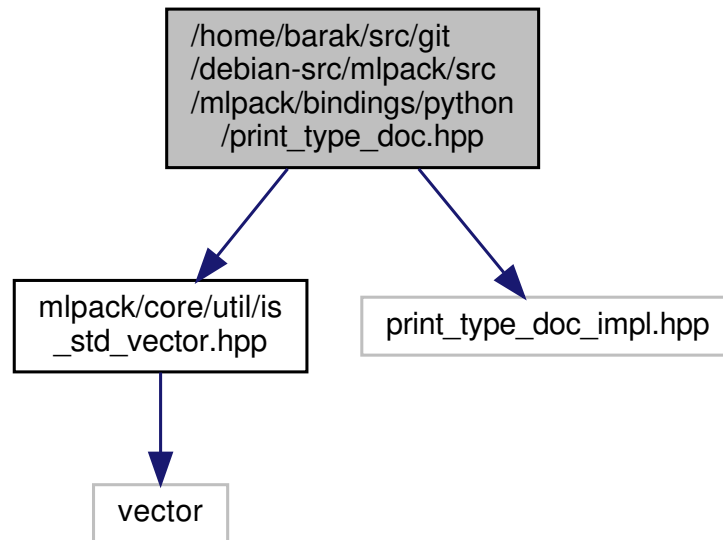 /home/barak/src/git
/debian-src/mlpack/src
/mlpack/bindings/python
/print_type_doc.hpp
mlpack/core/util/is
_std_vector.hpp
print_type_doc_impl.hpp
vector